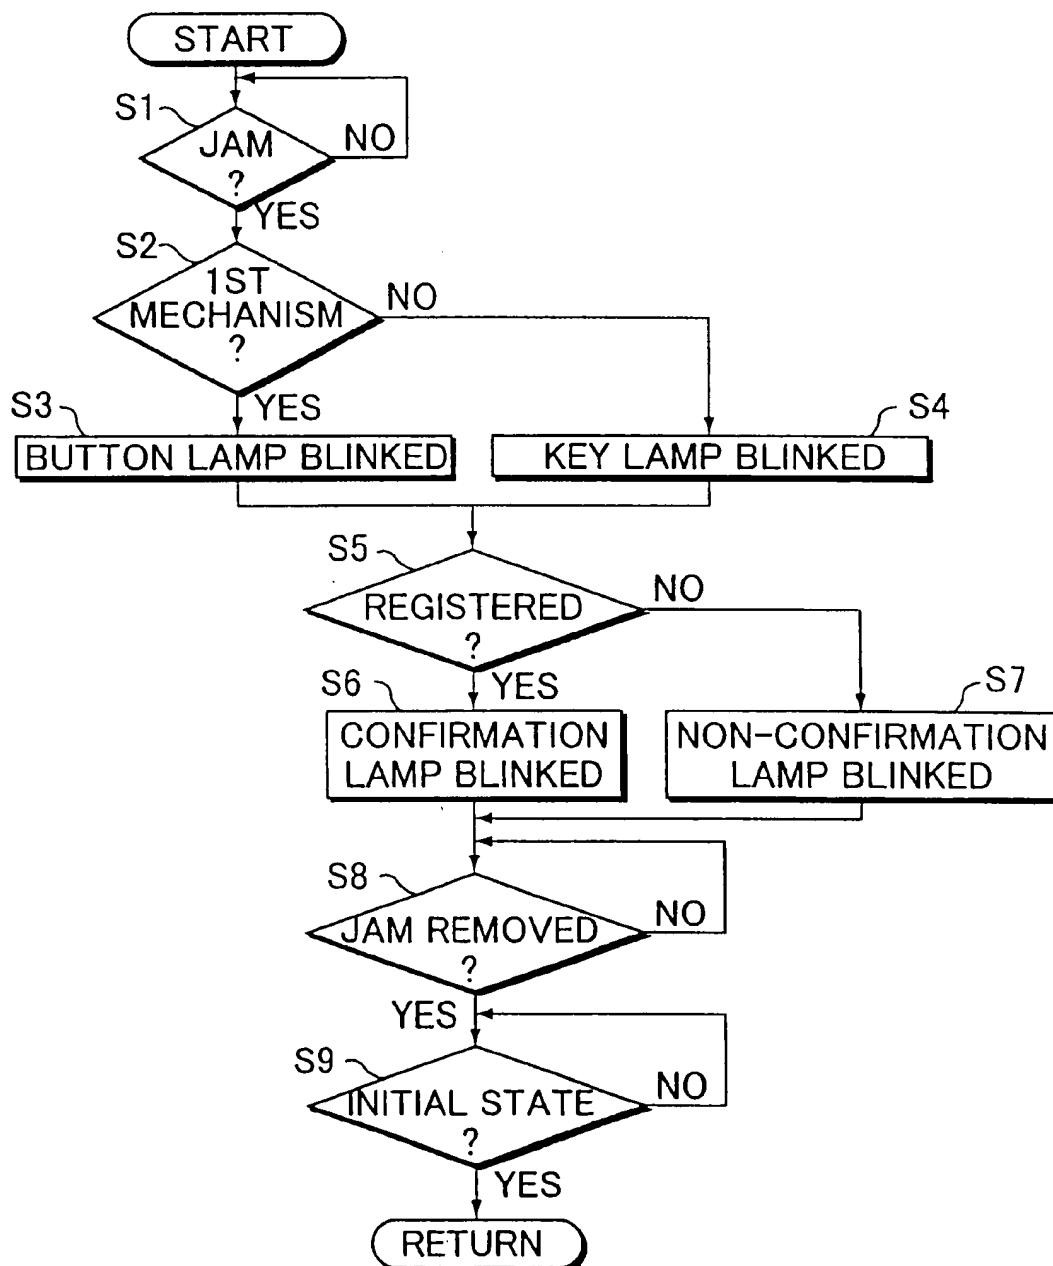 START
S1
JAM
?
NO
YES
S2
1ST
MECHANISM
?
NO
YES
S3
BUTTON LAMP BLINKED
S4
KEY LAMP BLINKED
S5
REGISTERED
?
NO
YES
S6
CONFIRMATION
LAMP BLINKED
S7
NON-CONFIRMATION
LAMP BLINKED
S8
JAM REMOVED
?
NO
YES
S9
INITIAL STATE
?
NO
YES
RETURN